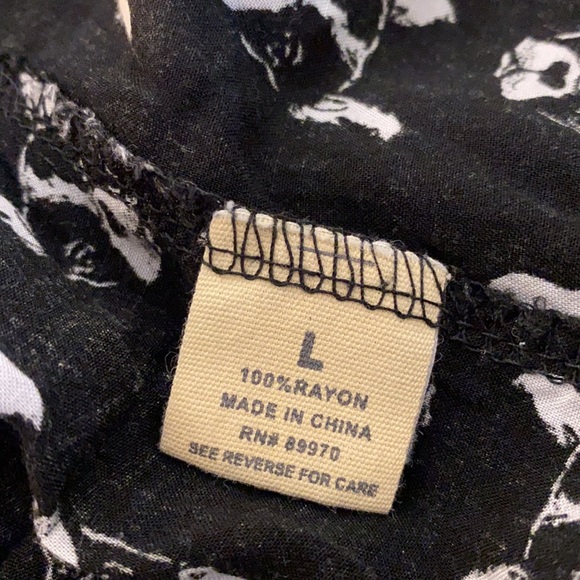 L
100%RAYON
MADE IN CHINA
RN# 89970
SEE REVERSE FOR CARE